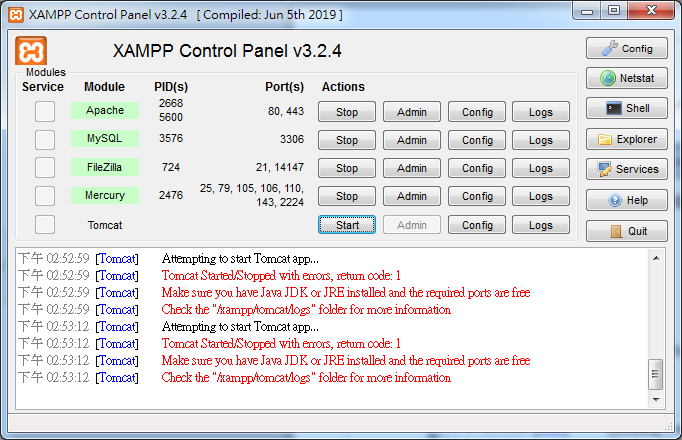 XAMPP Control Panel v3.2.4 [ Compiled: Jun 5th 2019 ]
XAMPP Control Panel v3.2.4
Config
Modules
Service Module PID(s) Port(s) Actions
Netstat
Apache 2668 5600 80, 443 Stop Admin Config Logs
Shell
MySQL 3576 3306 Stop Admin Config Logs
Explorer
FileZilla 724 21, 14147 Stop Admin Config Logs
Services
Mercury 2476 25, 79, 105, 106, 110, 143, 2224 Stop Admin Config Logs
Help
Tomcat Start Admin Config Logs
Quit
下午 02:52:59 [Tomcat] Attempting to start Tomcat app...
下午 02:52:59 [Tomcat] Tomcat Started/Stopped with errors, return code: 1
下午 02:52:59 [Tomcat] Make sure you have Java JDK or JRE installed and the required ports are free
下午 02:52:59 [Tomcat] Check the "/xampp/tomcat/logs" folder for more information
下午 02:53:12 [Tomcat] Attempting to start Tomcat app...
下午 02:53:12 [Tomcat] Tomcat Started/Stopped with errors, return code: 1
下午 02:53:12 [Tomcat] Make sure you have Java JDK or JRE installed and the required ports are free
下午 02:53:12 [Tomcat] Check the "/xampp/tomcat/logs" folder for more information